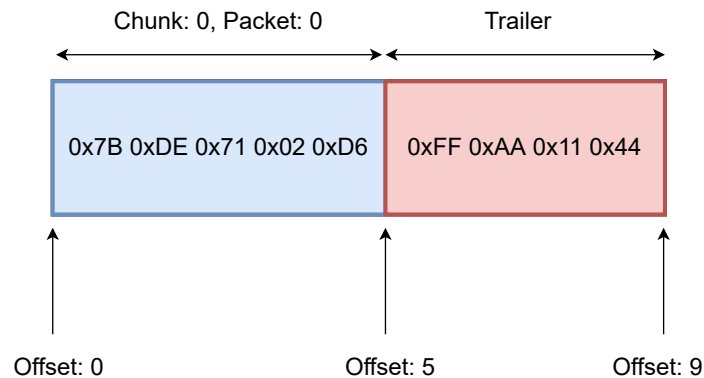 Chunk: 0, Packet: 0
Trailer
0x7B 0xDE 0x71 0x02 0xD6
0xFF 0xAA 0x11 0x44
Offset: 0
Offset: 5
Offset: 9